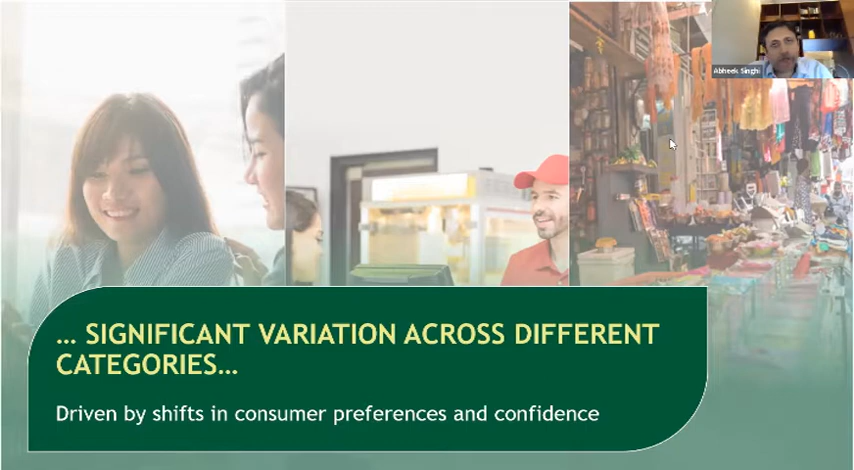 Abheek Singhi
… SIGNIFICANT VARIATION ACROSS DIFFERENT
CATEGORIES…
Driven by shifts in consumer preferences and confidence